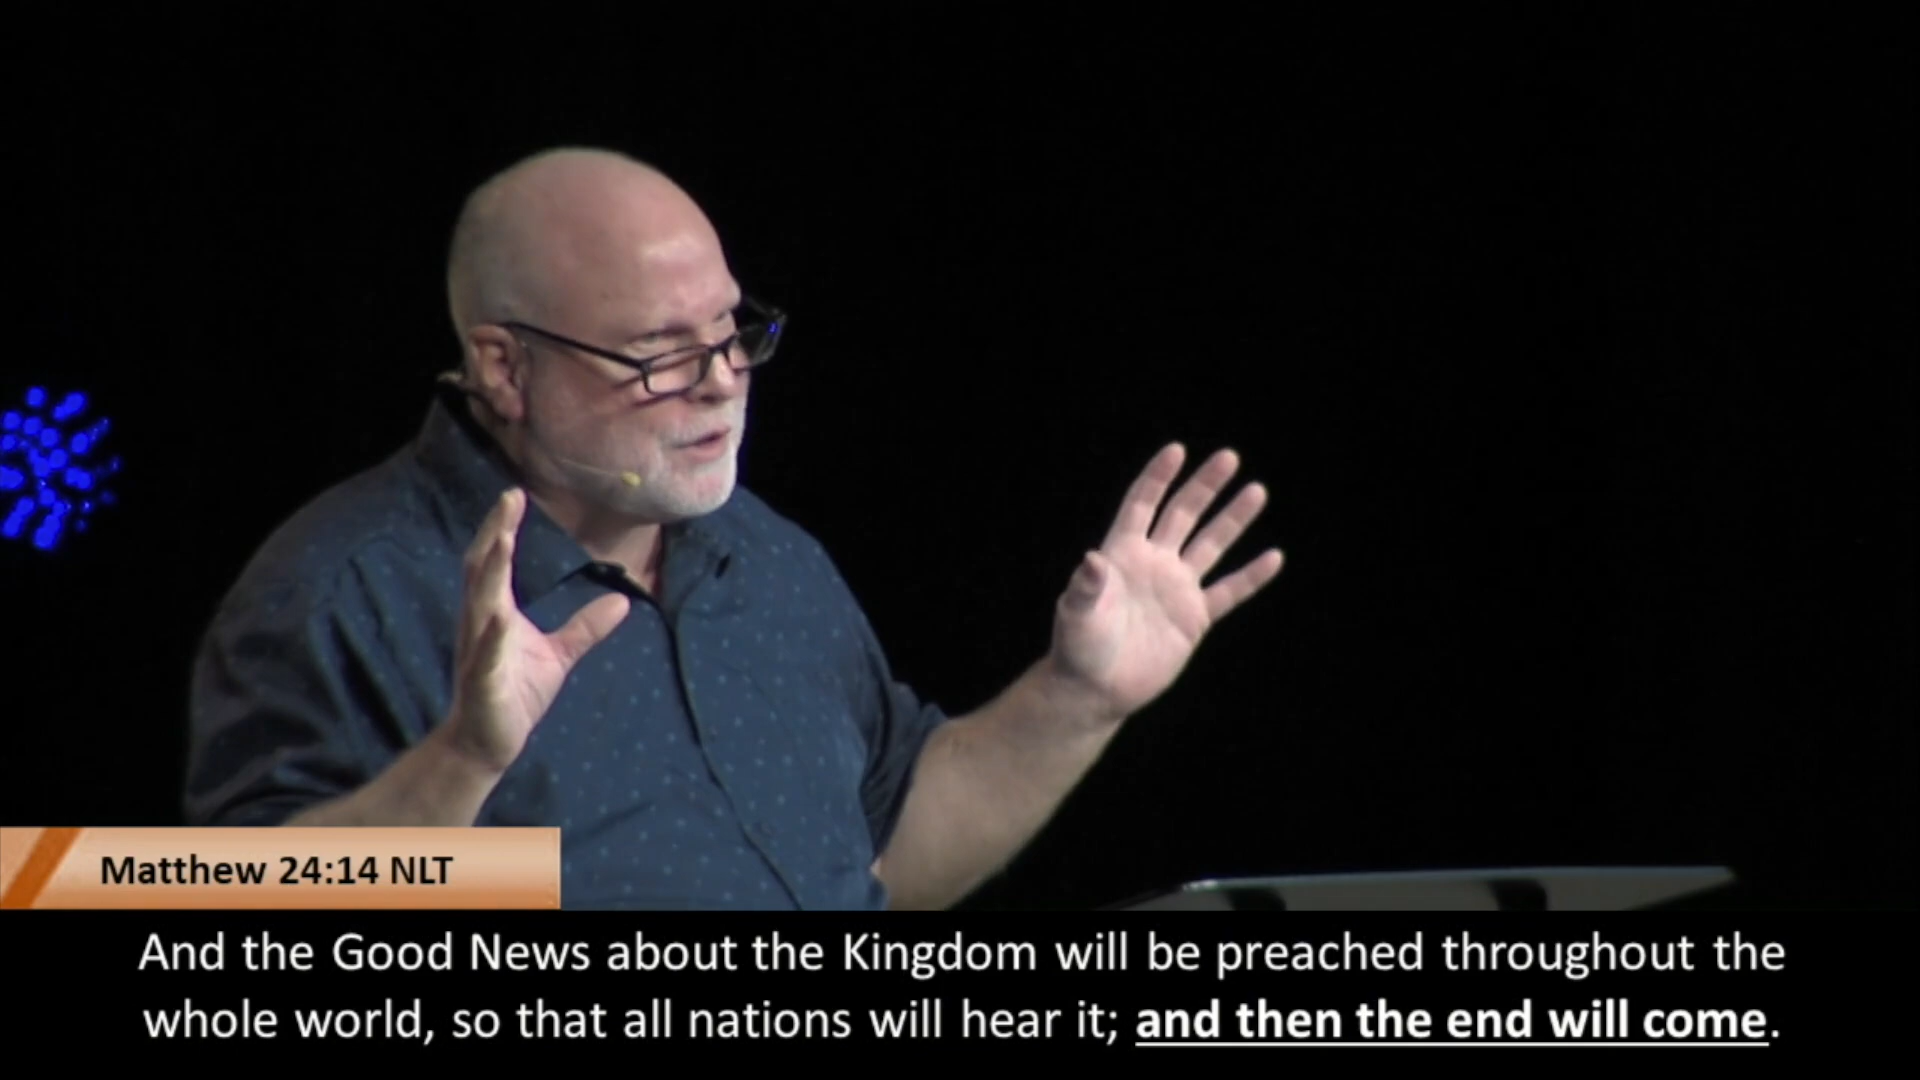 Matthew 24:14 NLT
And the Good News about the Kingdom will be preached throughout the
whole world, so that all nations will hear it; and then the end will come.